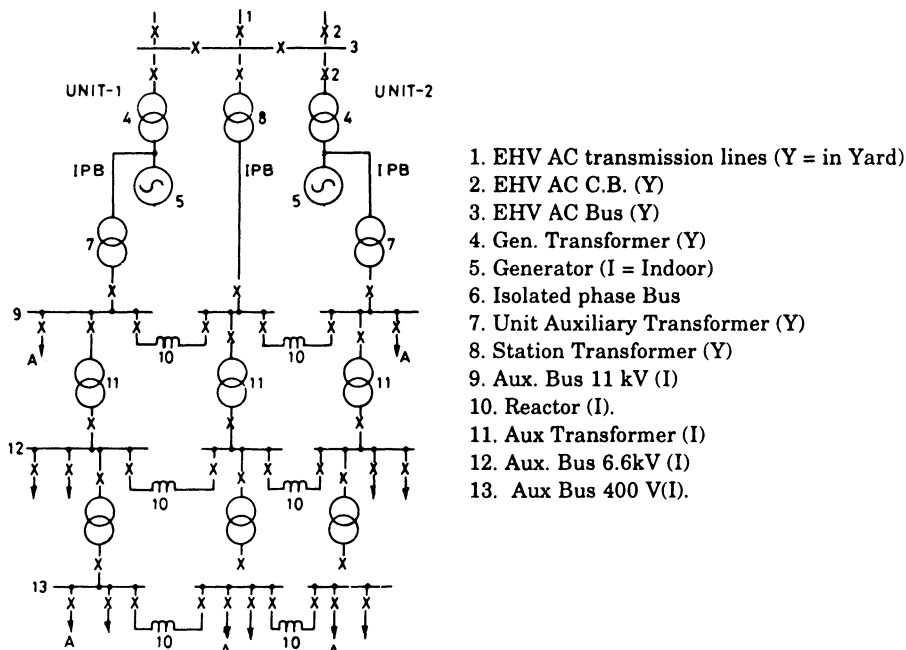 1
2
3
2
UNIT-1
UNIT-2
4
8
4
IPB
IPB
IPB
5
5
7
7
9
A
10
10
A
11
11
11
12
10
10
13
A
10
A
10
A
1. EHV AC transmission lines (Y = in Yard)
2. EHV AC C.B. (Y)
3. EHV AC Bus (Y)
4. Gen. Transformer (Y)
5. Generator (I = Indoor)
6. Isolated phase Bus
7. Unit Auxiliary Transformer (Y)
8. Station Transformer (Y)
9. Aux. Bus 11 kV (I)
10. Reactor (I).
11. Aux Transformer (I)
12. Aux. Bus 6.6kV (I)
13. Aux Bus 400 V(I).